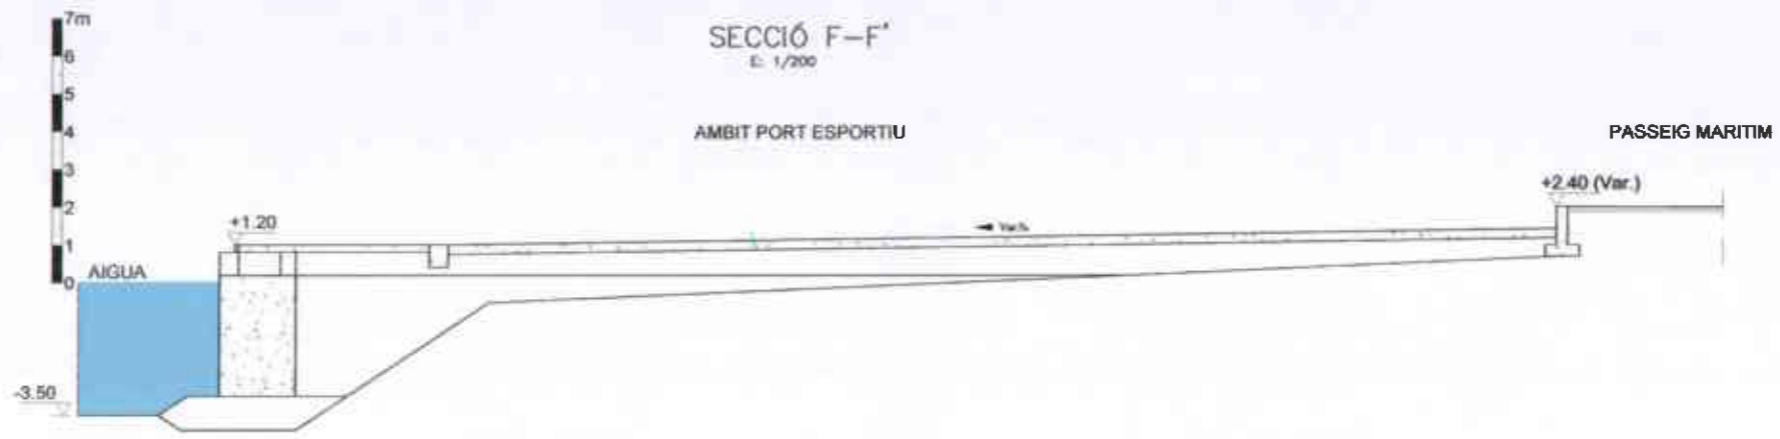 7m
SECCIÓ F-F'
6
E: 1/200
5
4
AMBIT PORT ESPORTIU
PASSEIG MARITIM
3
+2.40 (Var.)
2
+1.20
1
AIGUA
0
-3.50